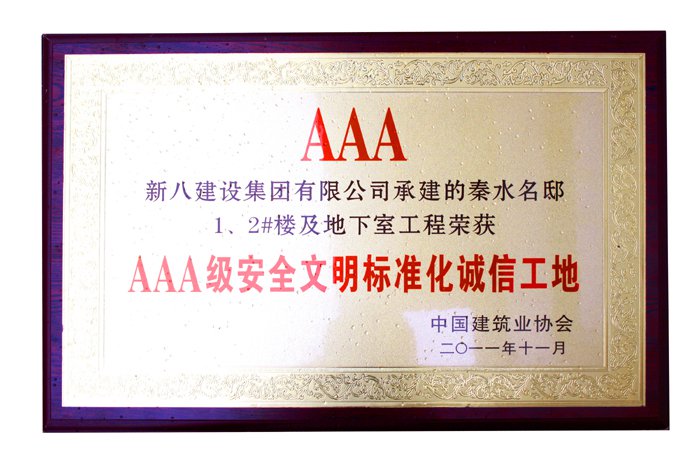 AAA
新八建设集团有限公司承建的秦水名邸
1、2#楼及地下室工程荣获
AAA级安全文明标准化诚信工地
中国建筑业协会
二〇一一年十一月